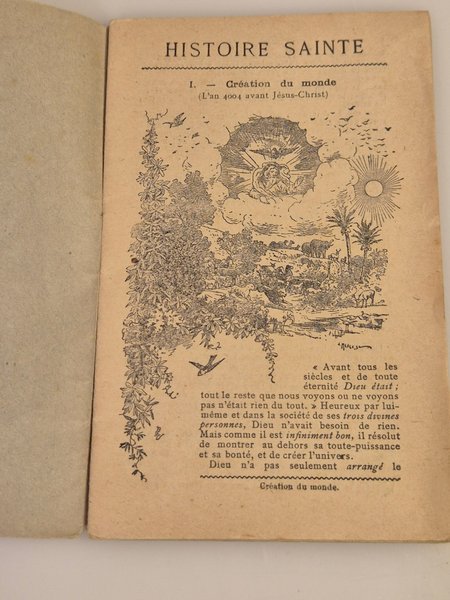 HISTOIRE SAINTE
I. — Création du monde
(L'an 4004 avant Jésus-Christ)
« Avant tous les
siècles et de toute
éternité Dieu était ;
tout le reste que nous voyons ou ne voyons
pas n'était rien du tout. » Heureux par lui-
même et dans la société de ses trois divines
personnes, Dieu n'avait besoin de rien.
Mais comme il est infiniment bon, il résolut
de montrer au dehors sa toute-puissance
et sa bonté, et de créer l'univers.
Dieu n'a pas seulement arrangé le
Création du monde.